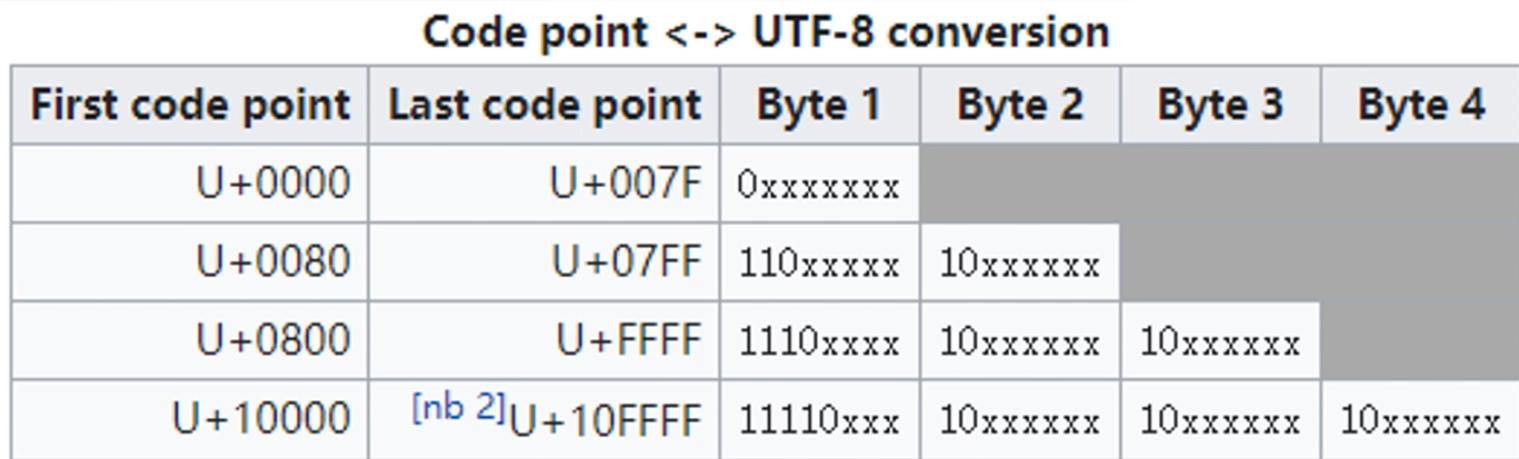 Code point <-> UTF-8 conversion
First code point Last code point Byte 1 Byte 2 Byte 3 Byte 4
U+0000 U+007F 0xxxxxxx
U+0080 U+07FF 110xxxxx 10xxxxxx
U+0800 U+FFFF 1110xxxx 10xxxxxx 10xxxxxx
U+10000 [nb 2]U+10FFFF 11110xxx 10xxxxxx 10xxxxxx 10xxxxxx